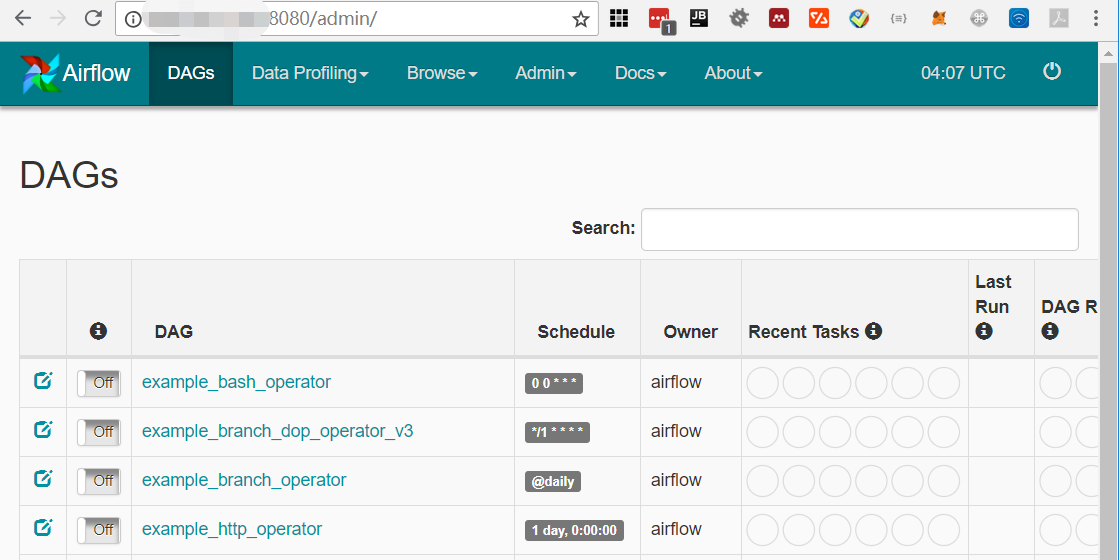 8080/admin/
1
JB
Airflow DAGs Data Profiling Browse Admin Docs About 04:07 UTC
DAGs
Search:
DAG Schedule Owner Recent Tasks Last Run DAG R
Off example_bash_operator 0 0 * * * airflow
Off example_branch_dop_operator_v3 */1 * * * * airflow
Off example_branch_operator @daily airflow
Off example_http_operator 1 day, 0:00:00 airflow